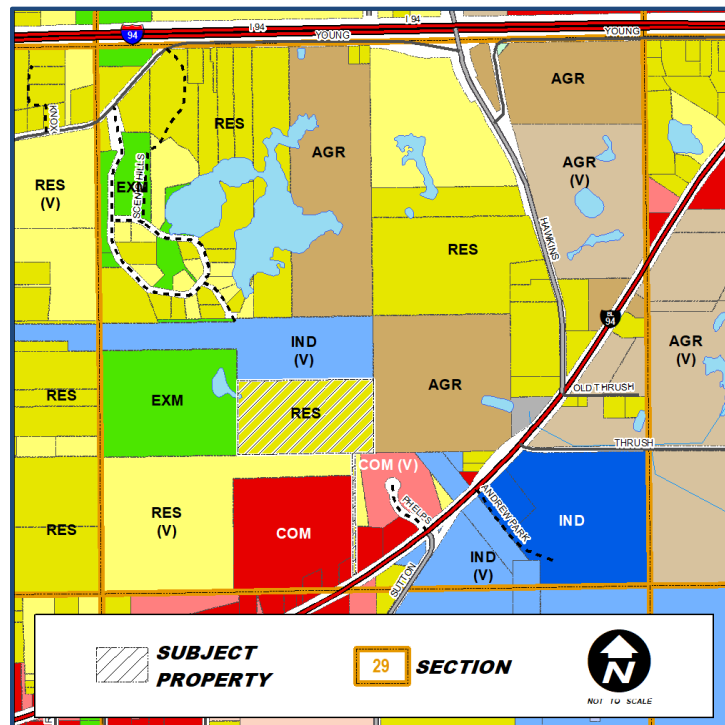 I 94
I 94
94
YOUNG
YOUNG
KNOX
RES
AGR
AGR
AGR
(V)
RES
(V)
EXM
SCENIC HILLS
HAWKINS
RES
BL
94
IND
(V)
AGR
(V)
RES
EXM
RES
AGR
OLD THRUSH
THRUSH
COM (V)
RES
(V)
PHELPS
ANDREW PARK
RES
COM
IND
IND
(V)
SUTTON
SUBJECT
PROPERTY
29
SECTION
N
NOT TO SCALE